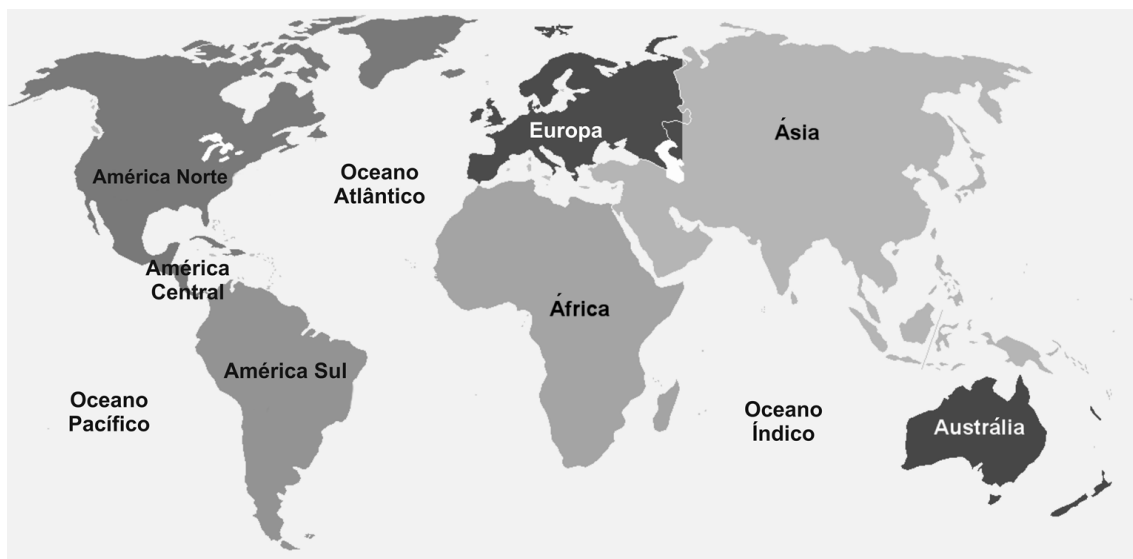 Europa
Ásia
Oceano
Atlântico
América Norte
América
Central
África
América Sul
Oceano
Pacífico
Oceano
Índico
Austrália